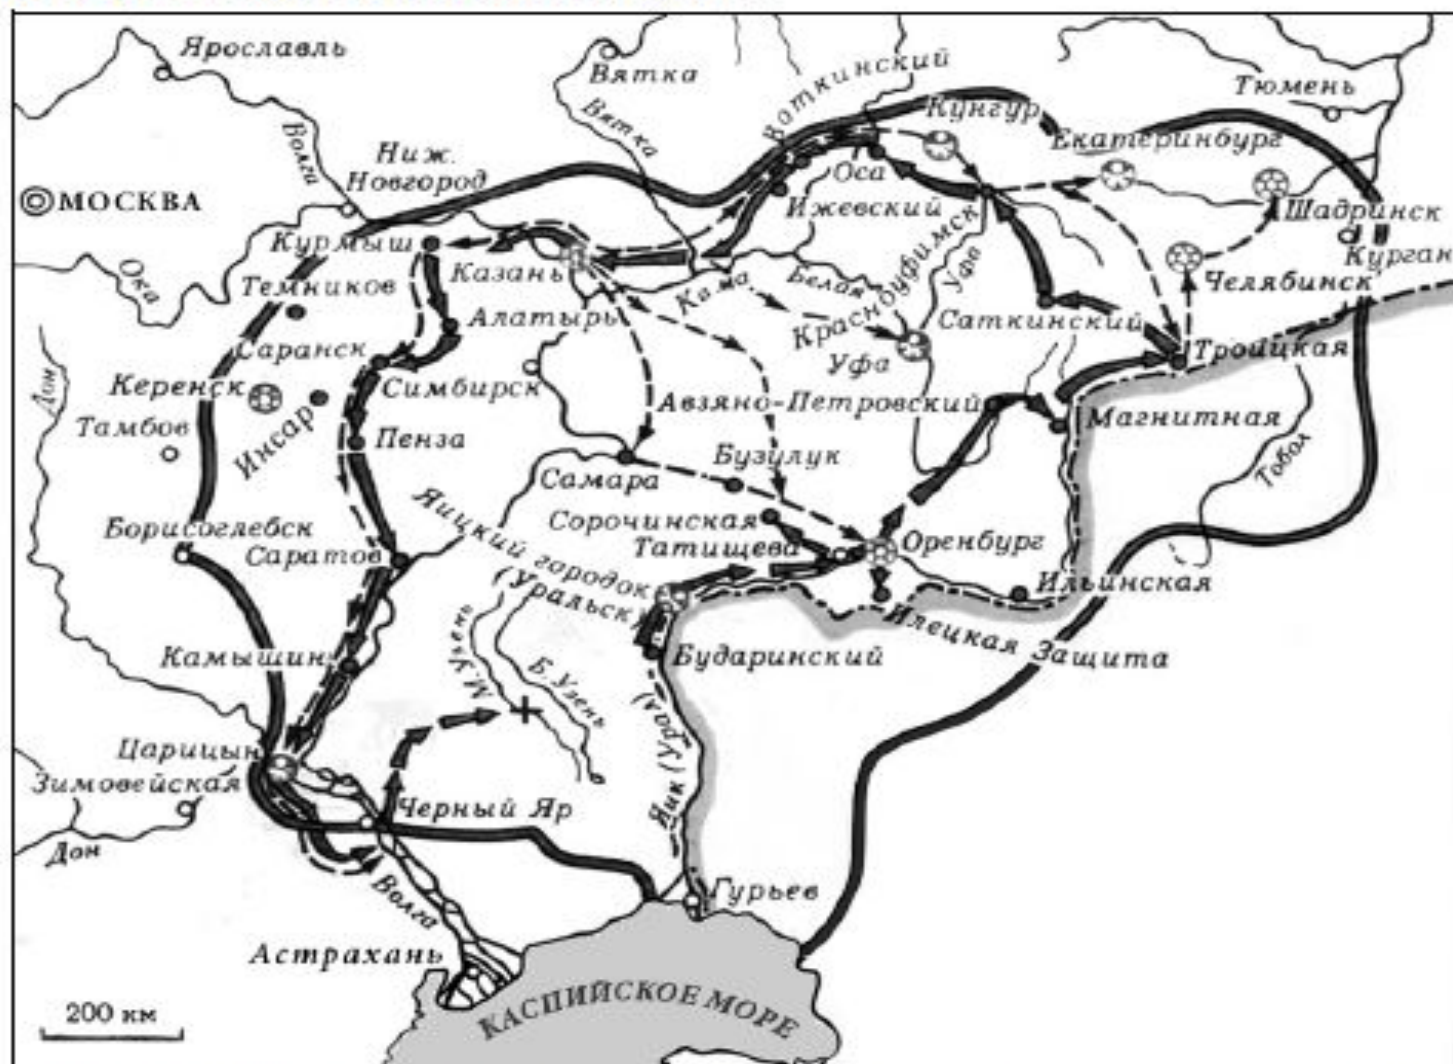 Ярославль
Вятка
Воткинский
Тюмень
Кунгур
Вятка
Волга
Екатеринбург
Ниж.
Новгород
Оса
МОСКВА
Ижевский
Шадринск
Курмыш
Казань
Курган
Ока
Темников
Кама
Белая
Красноуфимск
Уфа
Челябинск
Алатырь
Саткинский
Саранск
Уфа
Троицкая
Дон
Керенск
Симбирск
Авзяно-Петровский
Магнитная
Тамбов
Инсар
Пенза
Бузулук
Тобол
Самара
Яицкий городок
(Уральск)
Сорочинская
Борисоглебск
Татищева
Оренбург
Саратов
Ильинская
Илецкая Защита
Камышин
М.Узень
Б.Узень
Бударинский
Царицын
Зимовейская
Яик (Урал)
Черный Яр
Дон
Волга
Гурьев
Астрахань
200 км
КАСПИЙСКОЕ МОРЕ